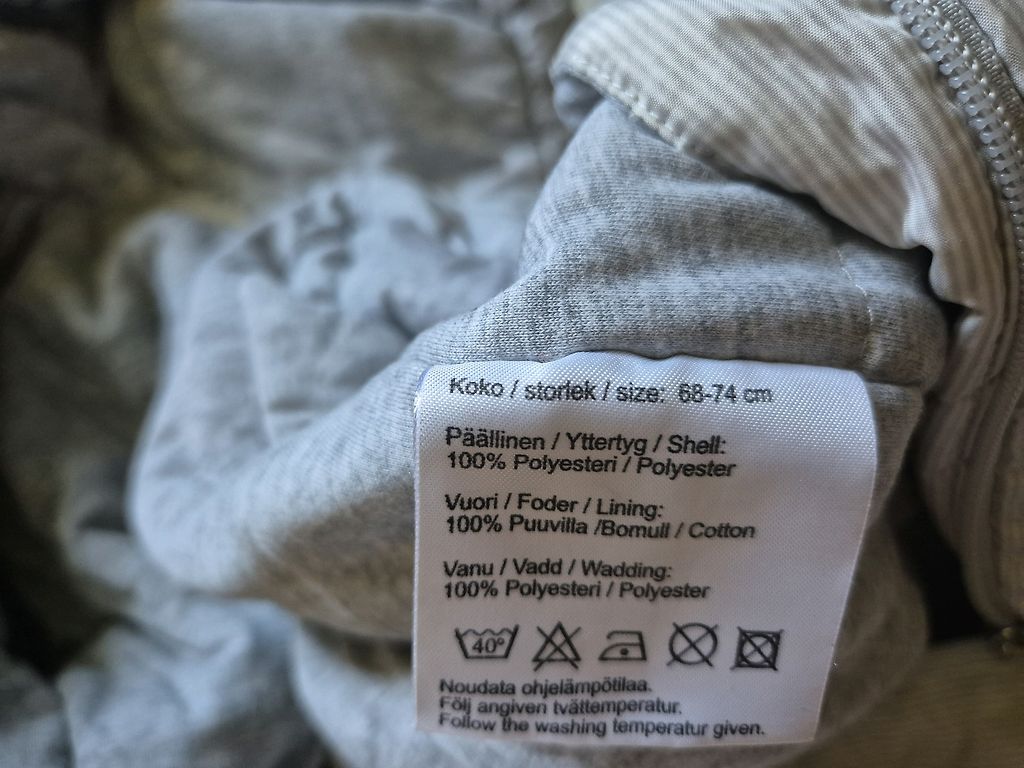 Koko / storlek / size: 68-74 cm
Päällinen / Yttertyg / Shell:
100% Polyesteri / Polyester
Vuori / Foder / Lining:
100% Puuvilla /Bomull / Cotton
Vanu / Vadd / Wadding:
100% Polyesteri / Polyester
40°
Noudata ohjelämpötilaa.
Följ angiven tvättemperatur.
Follow the washing temperatur given.